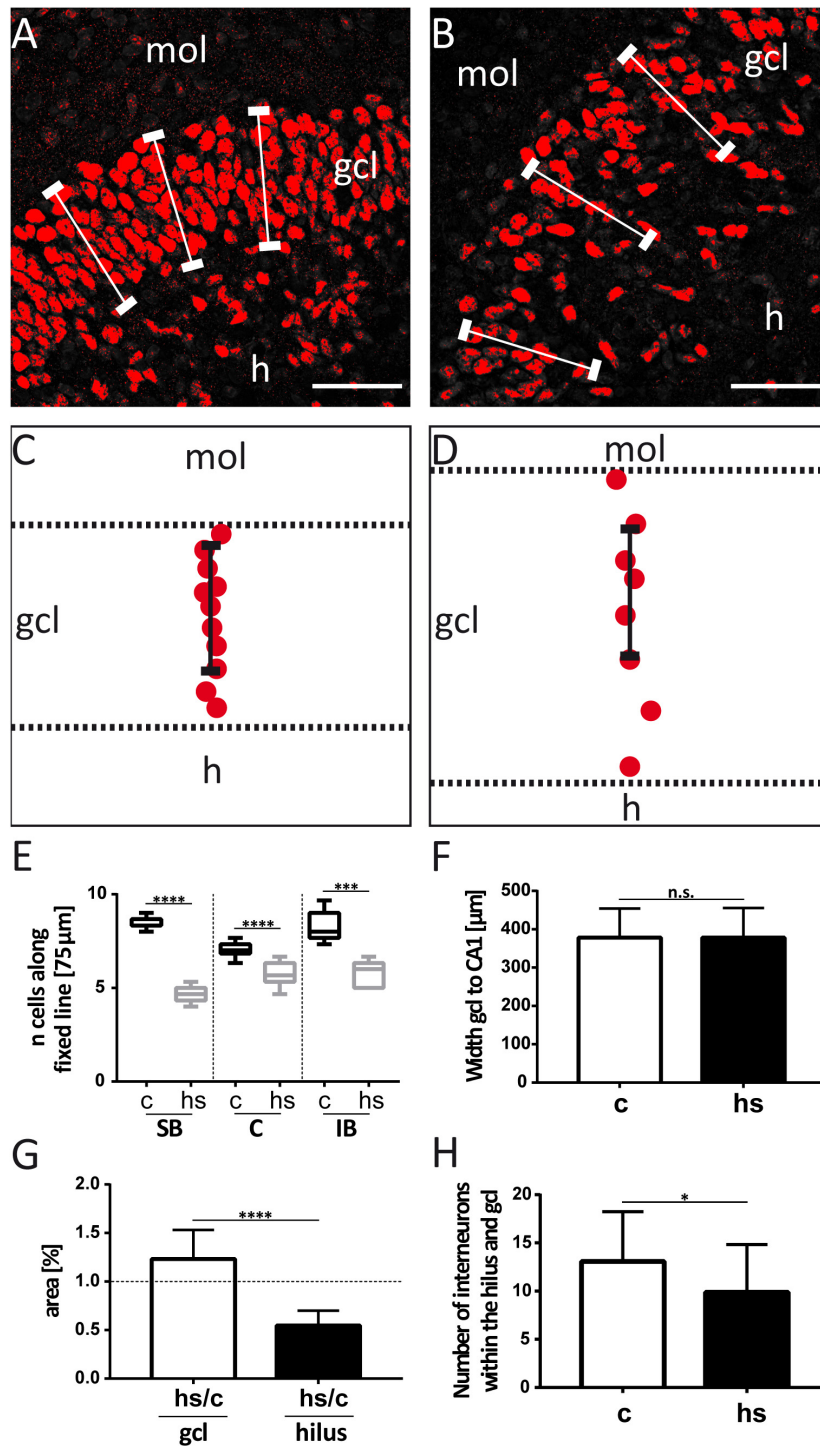 A
mol
gcl
h
B
mol
gcl
h
C
mol
gcl
h
D
mol
gcl
h
E
n cells along
fixed line [75µm]
10
5
0
****
****
***
c hs c hs c hs
SB C IB
F
Width gcl to CA1 [µm]
500
400
300
200
100
0
n.s.
c hs
G
area [%]
2.0
1.5
1.0
0.5
0.0
****
hs/c hs/c
gcl hilus
H
Number of interneurons
within the hilus and gcl
20
15
10
5
0
*
c hs